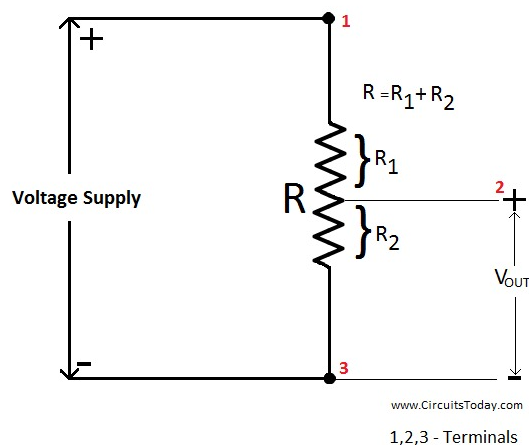 1
+
R =R1+ R2
R1
Voltage Supply
R
2
+
R2
VOUT
-
3
-
www.CircuitsToday.com
1,2,3 - Terminals